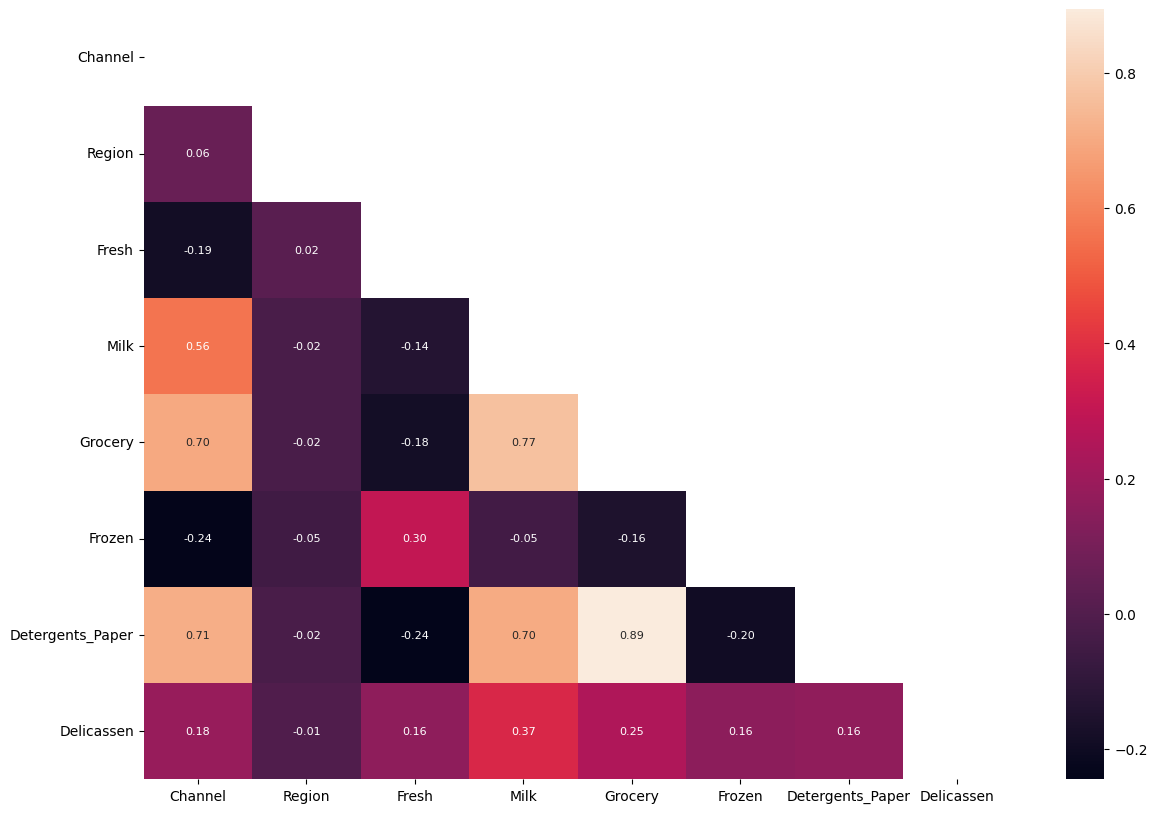 Channel
Region 0.06
Fresh -0.19 0.02
Milk 0.56 -0.02 -0.14
Grocery 0.70 -0.02 -0.18 0.77
Frozen -0.24 -0.05 0.30 -0.05 -0.16
Detergents_Paper 0.71 -0.02 -0.24 0.70 0.89 -0.20
Delicassen 0.18 -0.01 0.16 0.37 0.25 0.16 0.16
Channel Region Fresh Milk Grocery Frozen Detergents_Paper Delicassen
0.8
0.6
0.4
0.2
0.0
−0.2